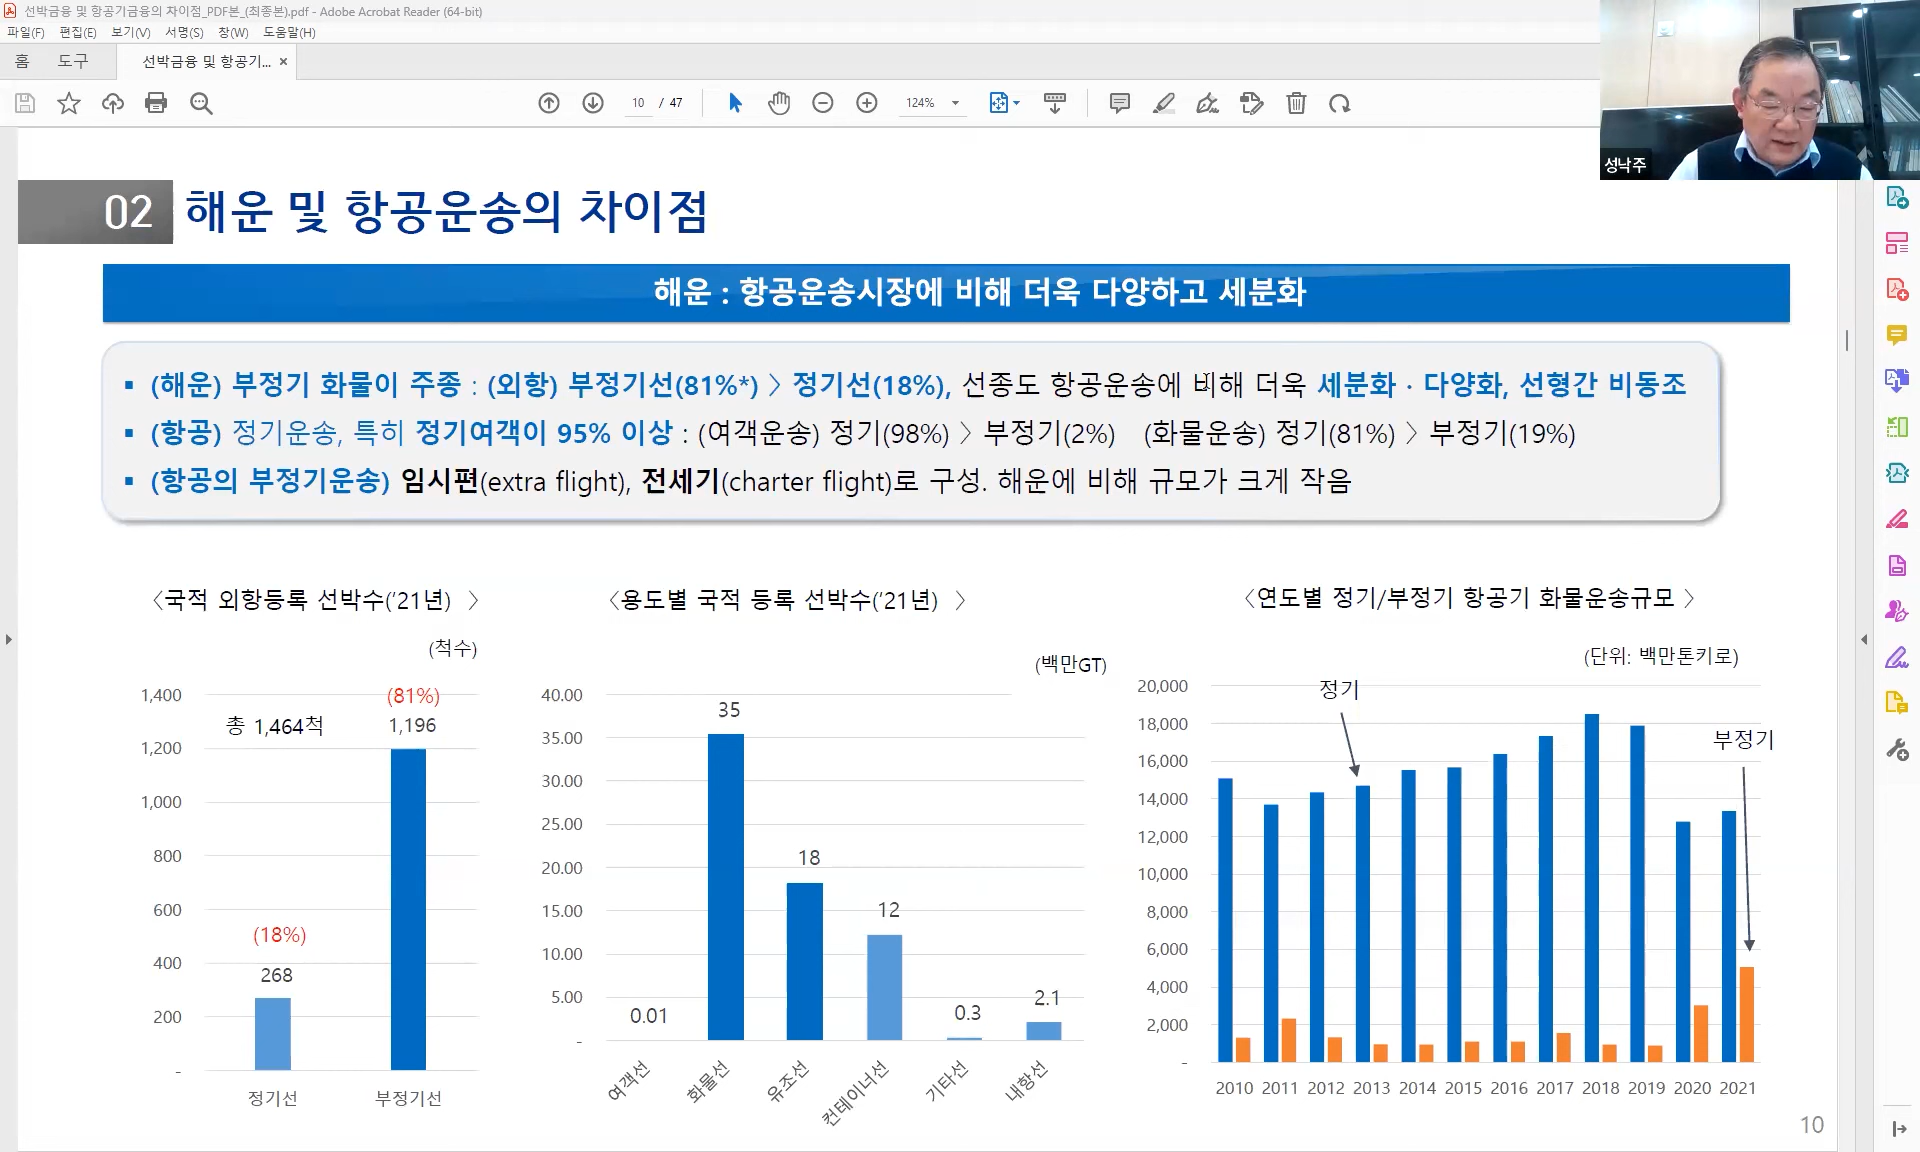 선박금융 및 항공기금융의 차이점_PDF본_(최종본).pdf - Adobe Acrobat Reader (64-bit)
파일(F) 편집(E) 보기(V) 서명(S) 창(W) 도움말(H)
홈 도구 선박금융 및 항공기... ×
10 / 47 124%
성낙주
02 해운 및 항공운송의 차이점
해운 : 항공운송시장에 비해 더욱 다양하고 세분화
▪ (해운) 부정기 화물이 주종 : (외항) 부정기선(81%*) 〉정기선(18%), 선종도 항공운송에 비해 더욱 세분화 · 다양화, 선형간 비동조
▪ (항공) 정기운송, 특히 정기여객이 95% 이상 : (여객운송) 정기(98%) 〉부정기(2%) (화물운송) 정기(81%) 〉부정기(19%)
▪ (항공의 부정기운송) 임시편(extra flight), 전세기(charter flight)로 구성. 해운에 비해 규모가 크게 작음
〈국적 외항등록 선박수(’21년) 〉
(척수)
1,400
1,200
1,000
800
600
400
200
-
총 1,464척
(81%)
1,196
(18%)
268
정기선 부정기선
〈용도별 국적 등록 선박수(’21년) 〉
(백만GT)
40.00
35.00
30.00
25.00
20.00
15.00
10.00
5.00
-
0.01
35
18
12
0.3
2.1
여객선 화물선 유조선 컨테이너선 기타선 내항선
〈연도별 정기/부정기 항공기 화물운송규모 〉
(단위: 백만톤키로)
20,000
18,000
16,000
14,000
12,000
10,000
8,000
6,000
4,000
2,000
-
정기
부정기
2010 2011 2012 2013 2014 2015 2016 2017 2018 2019 2020 2021
10